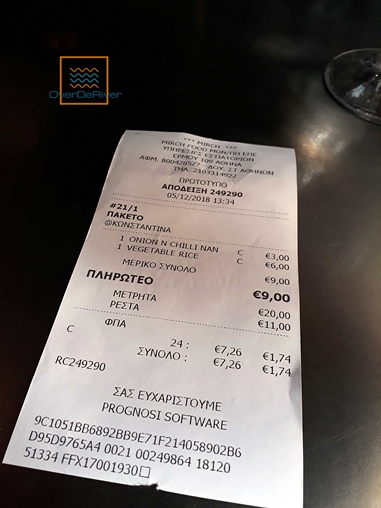 OverDeRiver
*** MIRCH ***
MIRCH FOOD ΜΟΝ/ΠΗ ΕΠΕ
ΥΠΗΡΕΣΙΕΣ ΕΣΤΙΑΤΟΡΙΩΝ
ΕΡΜΟΥ 109 ΑΘΗΝΑ
ΑΦΜ. 800428527 ΔΟΥ. ΣΤ ΑΘΗΝΩΝ
ΤΗΛ. 2103314922
ΠΡΩΤΟΤΥΠΟ
ΑΠΟΔΕΙΞΗ 249290
05/12/2018 13:34
#21/1
ΠΑΚΕΤΟ
@ΚΩΝΣΤΑΝΤΙΝΑ
1 ONION N CHILLI NAN C €3,00
1 VEGETABLE RICE C €6,00
ΜΕΡΙΚΟ ΣΥΝΟΛΟ €9,00
ΠΛΗΡΩΤΕΟ €9,00
ΜΕΤΡΗΤΑ €20,00
ΡΕΣΤΑ €11,00
ΦΠΑ
C 24 : €7,26 €1,74
ΣΥΝΟΛΟ : €7,26 €1,74
RC249290
ΣΑΣ ΕΥΧΑΡΙΣΤΟΥΜΕ
PROGNOSI SOFTWARE
9C1051BB6892BB9E71F214058902B6
D95D9765A4 0021 00249864 18120
51334 FFX17001930